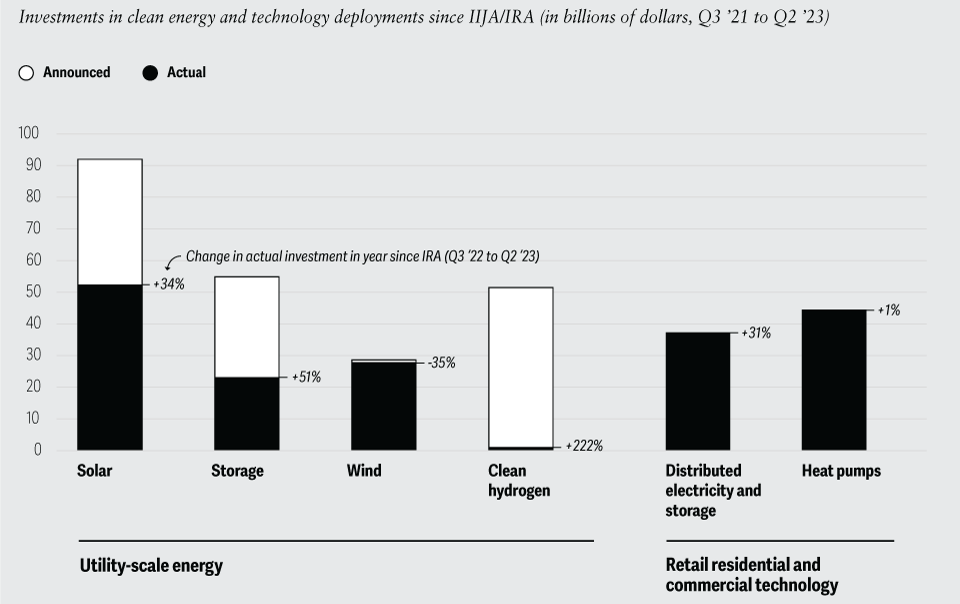 Investments in clean energy and technology deployments since IIJA/IRA (in billions of dollars, Q3 ’21 to Q2 ’23)
Announced
Actual
100
90
80
70
60
50
40
30
20
10
0
Change in actual investment in year since IRA (Q3 ’22 to Q2 ’23)
+34%
+51%
-35%
+222%
+31%
+1%
Solar
Storage
Wind
Clean
hydrogen
Distributed
electricity and
storage
Heat pumps
Utility-scale energy
Retail residential and
commercial technology